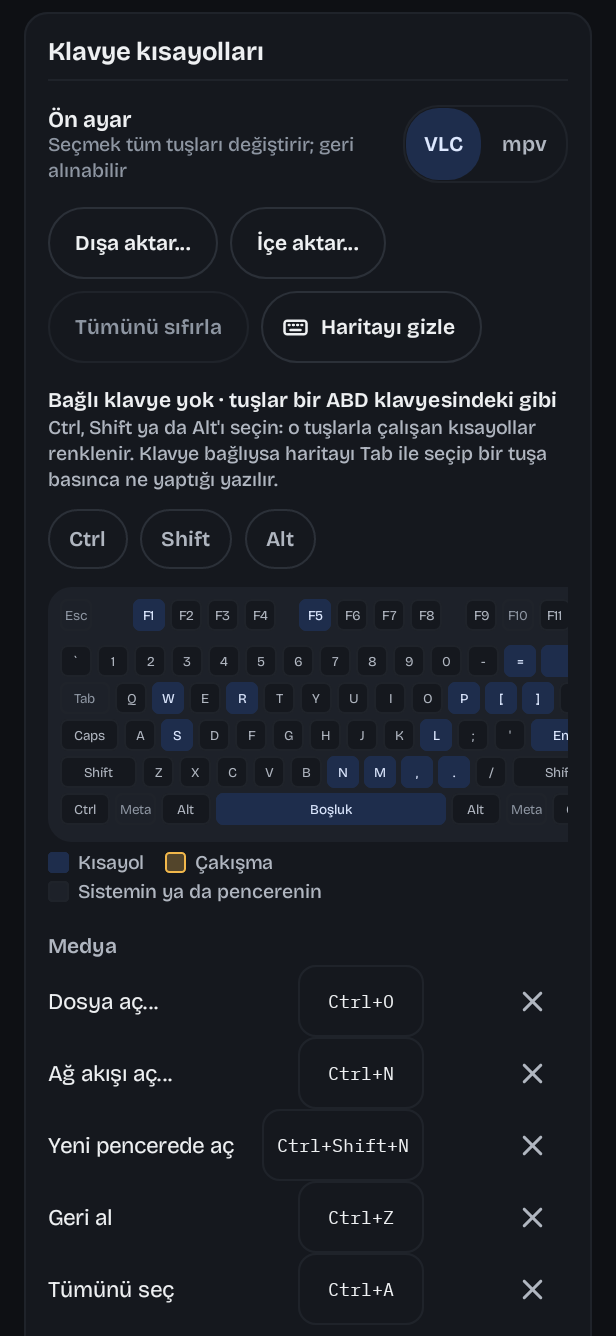 Klavye kısayolları
Ön ayar
Seçmek tüm tuşları değiştirir; geri
alınabilir
VLC mpv
Dışa aktar... İçe aktar...
Tümünü sıfırla Haritayı gizle
Bağlı klavye yok · tuşlar bir ABD klavyesindeki gibi
Ctrl, Shift ya da Alt'ı seçin: o tuşlarla çalışan kısayollar
renklenir. Klavye bağlıysa haritayı Tab ile seçip bir tuşa
basınca ne yaptığı yazılır.
Ctrl Shift Alt
Esc F1 F2 F3 F4 F5 F6 F7 F8 F9 F10 F11
` 1 2 3 4 5 6 7 8 9 0 - =
Tab Q W E R T Y U I O P [ ]
Caps A S D F G H J K L ; ' En
Shift Z X C V B N M , . / Shif
Ctrl Meta Alt Boşluk Alt Meta
Kısayol Çakışma
Sistemin ya da pencerenin
Medya
Dosya aç... Ctrl+O
Ağ akışı aç... Ctrl+N
Yeni pencerede aç Ctrl+Shift+N
Geri al Ctrl+Z
Tümünü seç Ctrl+A